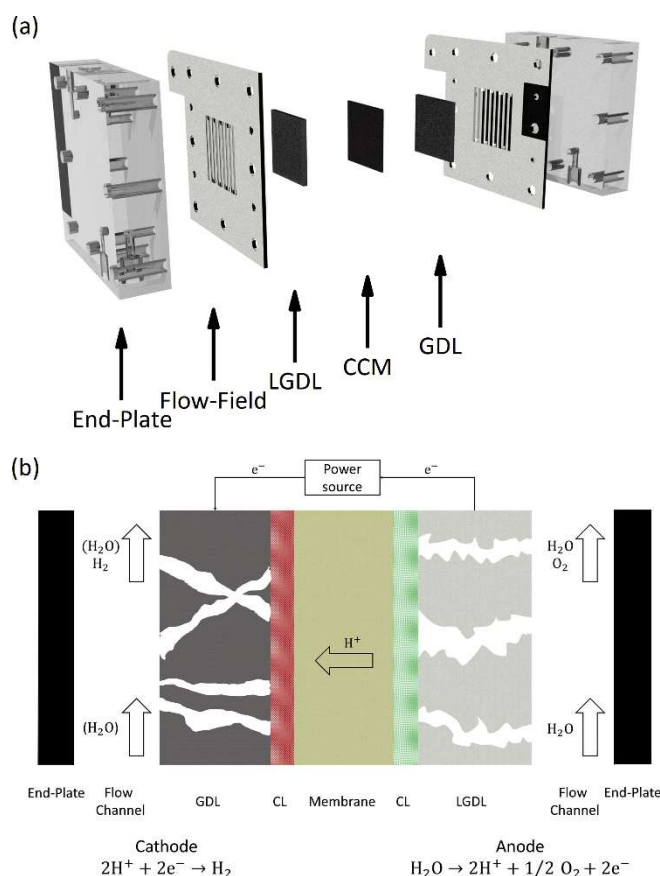 (a)
End-Plate
Flow-Field
LGDL
CCM
GDL
(b)
e⁻
Power
source
e⁻
(H₂O)
H₂
H₂O
O₂
H⁺
(H₂O)
H₂O
End-Plate
Flow
Channel
GDL
CL
Membrane
CL
LGDL
Flow
Channel
End-Plate
Cathode
2H⁺ + 2e⁻ → H₂
Anode
H₂O → 2H⁺ + 1/2 O₂ + 2e⁻